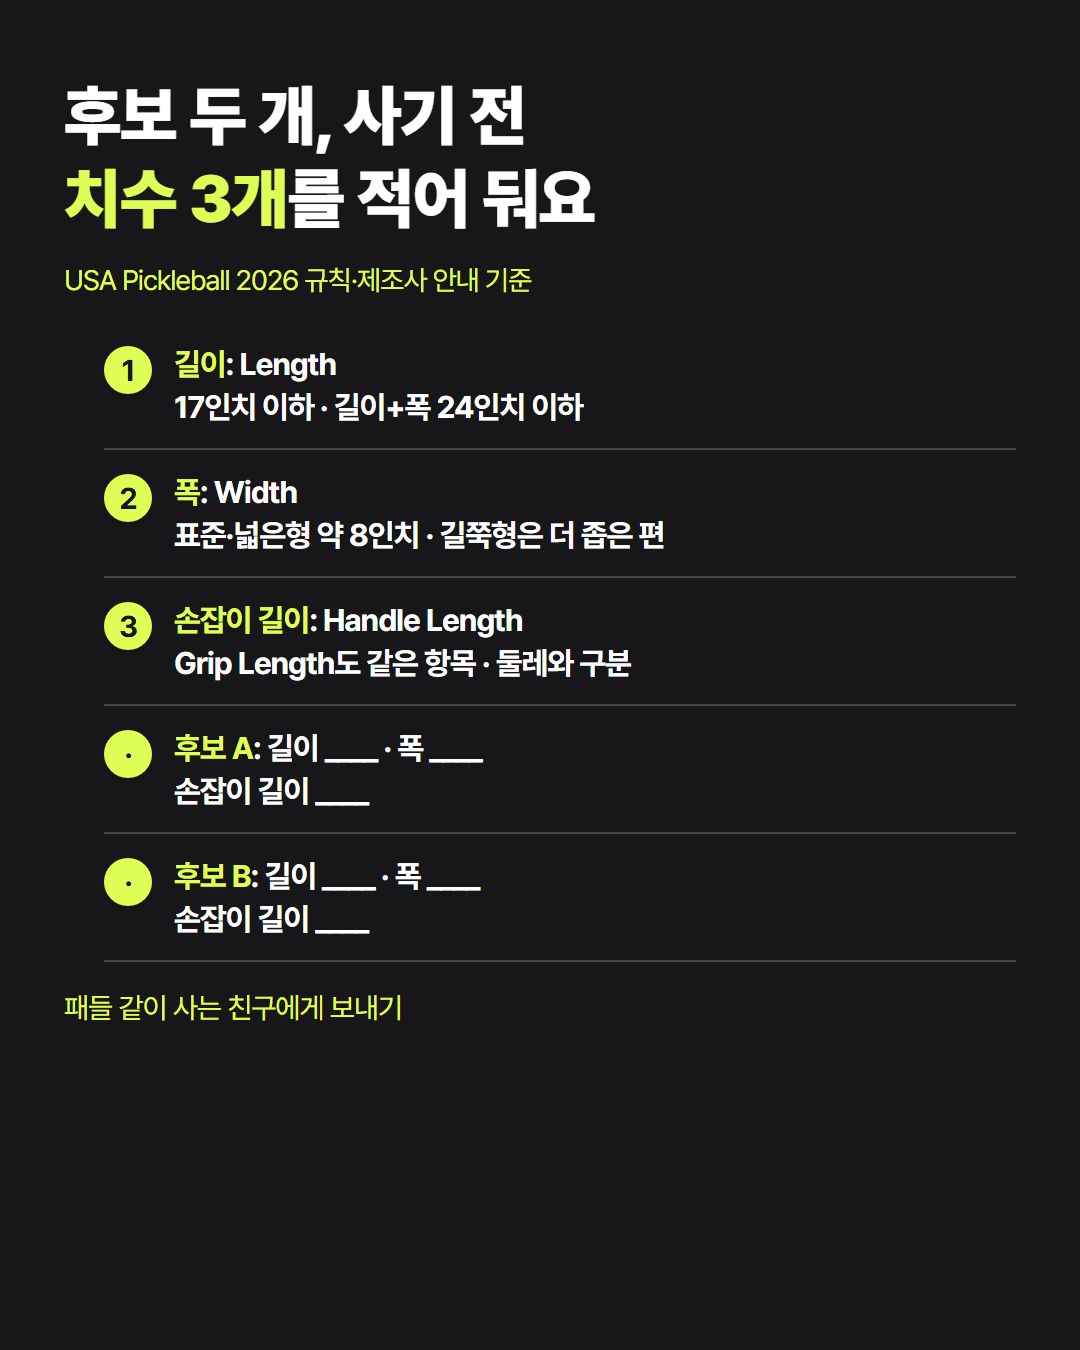 후보 두 개, 사기 전
치수 3개를 적어 둬요
USA Pickleball 2026 규칙·제조사 안내 기준
1 길이: Length
17인치 이하 · 길이+폭 24인치 이하
2 폭: Width
표준·넓은형 약 8인치 · 길쭉형은 더 좁은 편
3 손잡이 길이: Handle Length
Grip Length도 같은 항목 · 둘레와 구분
· 후보 A: 길이 ____ · 폭 ____
손잡이 길이 ____
· 후보 B: 길이 ____ · 폭 ____
손잡이 길이 ____
패들 같이 사는 친구에게 보내기